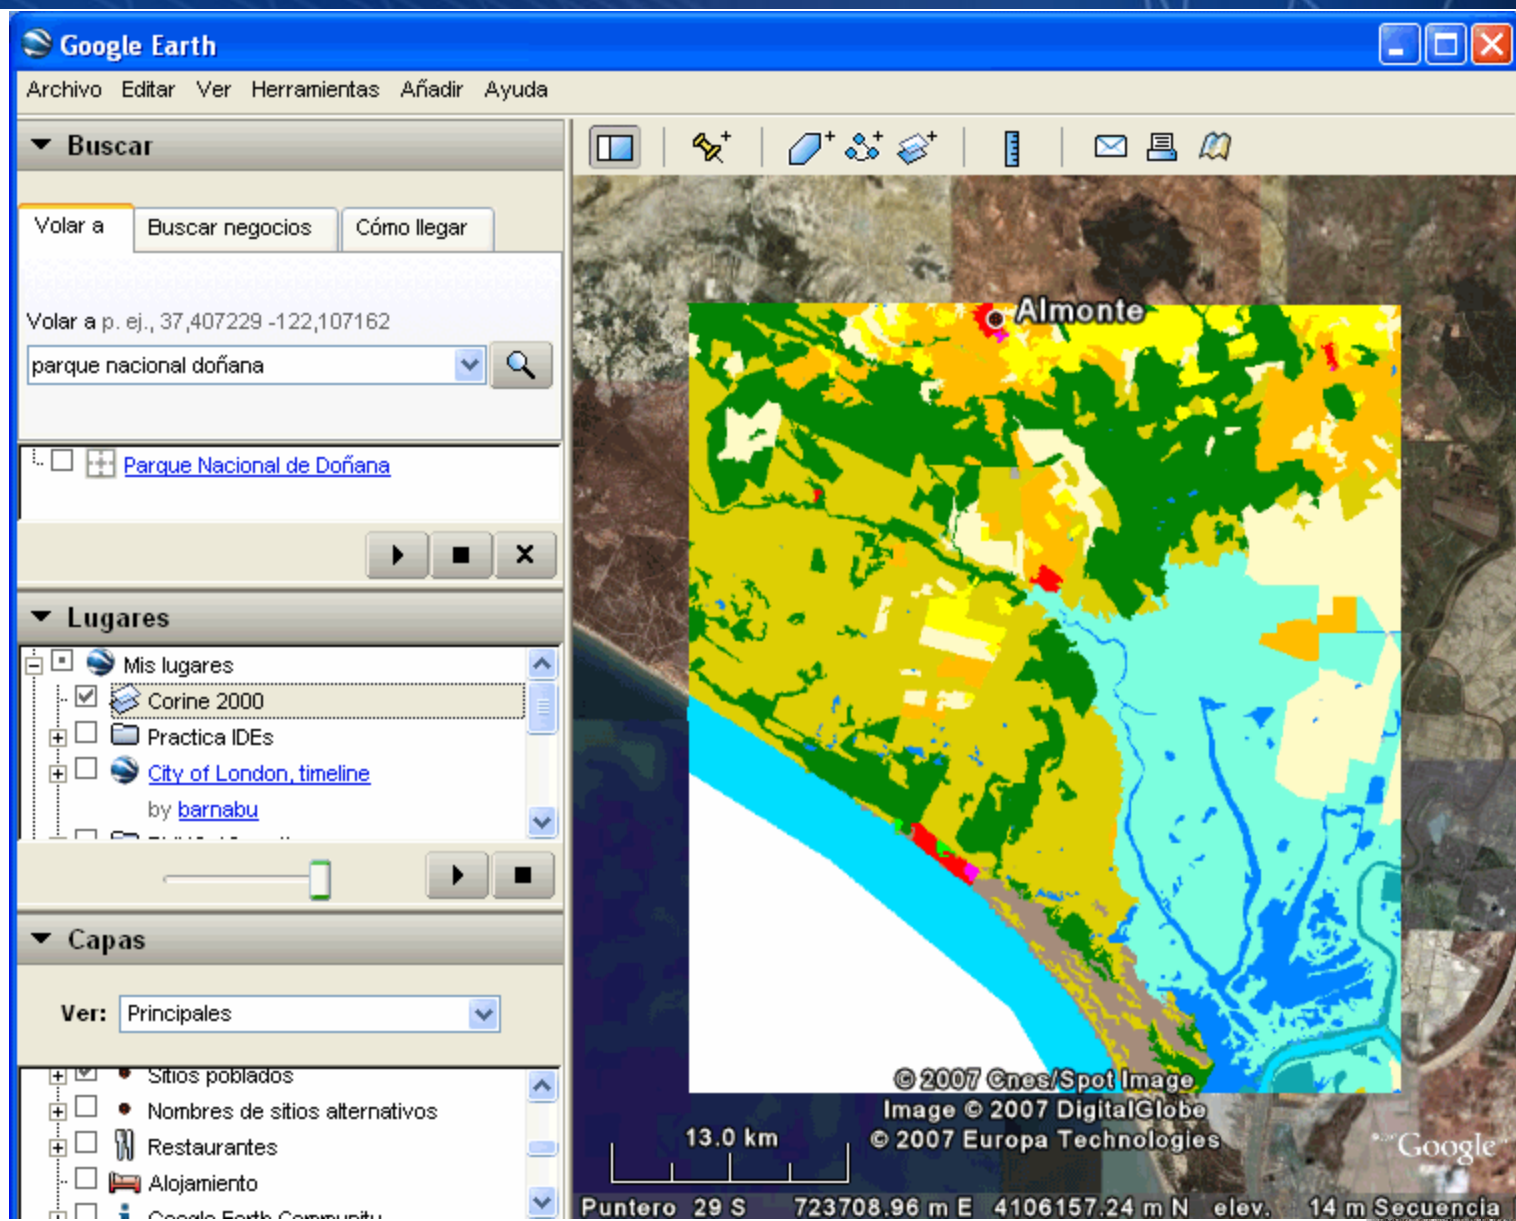 Google Earth
Archivo Editar Ver Herramientas Añadir Ayuda
Buscar
Volar a Buscar negocios Cómo llegar
Volar a p. ej., 37,407229 -122,107162
parque nacional doñana
Parque Nacional de Doñana
Lugares
Mis lugares
Corine 2000
Practica IDEs
City of London, timeline
by barnabu
Capas
Ver: Principales
Sitios poblados
Nombres de sitios alternativos
Restaurantes
Alojamiento
Google Earth Community
Almonte
© 2007 Cnes/Spot Image
Image © 2007 DigitalGlobe
© 2007 Europa Technologies
13.0 km
Google
Puntero 29 S 723708.96 m E 4106157.24 m N elev. 14 m Secuencia